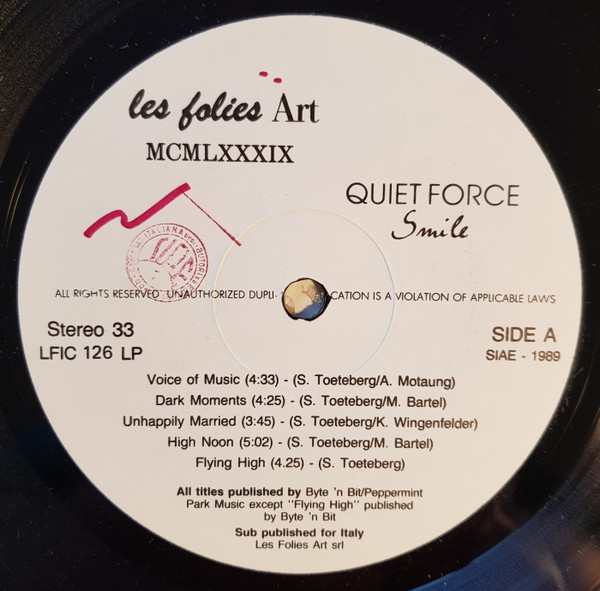 les folies Ärt
MCMLXXXIX
QUIET FORCE
Smile
ALL RIGHTS RESERVED UNAUTHORIZED DUPLICATION IS A VIOLATION OF APPLICABLE LAWS
Stereo 33
LFIC 126 LP
SIDE A
SIAE - 1989
Voice of Music (4:33) - (S. Toeteberg/A. Motaung)
Dark Moments (4:25) - (S. Toeteberg/M. Bartel)
Unhappily Married (3:45) - (S. Toeteberg/K. Wingenfelder)
High Noon (5:02) - (S. Toeteberg/M. Bartel)
Flying High (4.25) - (S. Toeteberg)
All titles published by Byte 'n Bit/Peppermint
Park Music except "Flying High" published
by Byte 'n Bit
Sub published for Italy
Les Folies Art srl